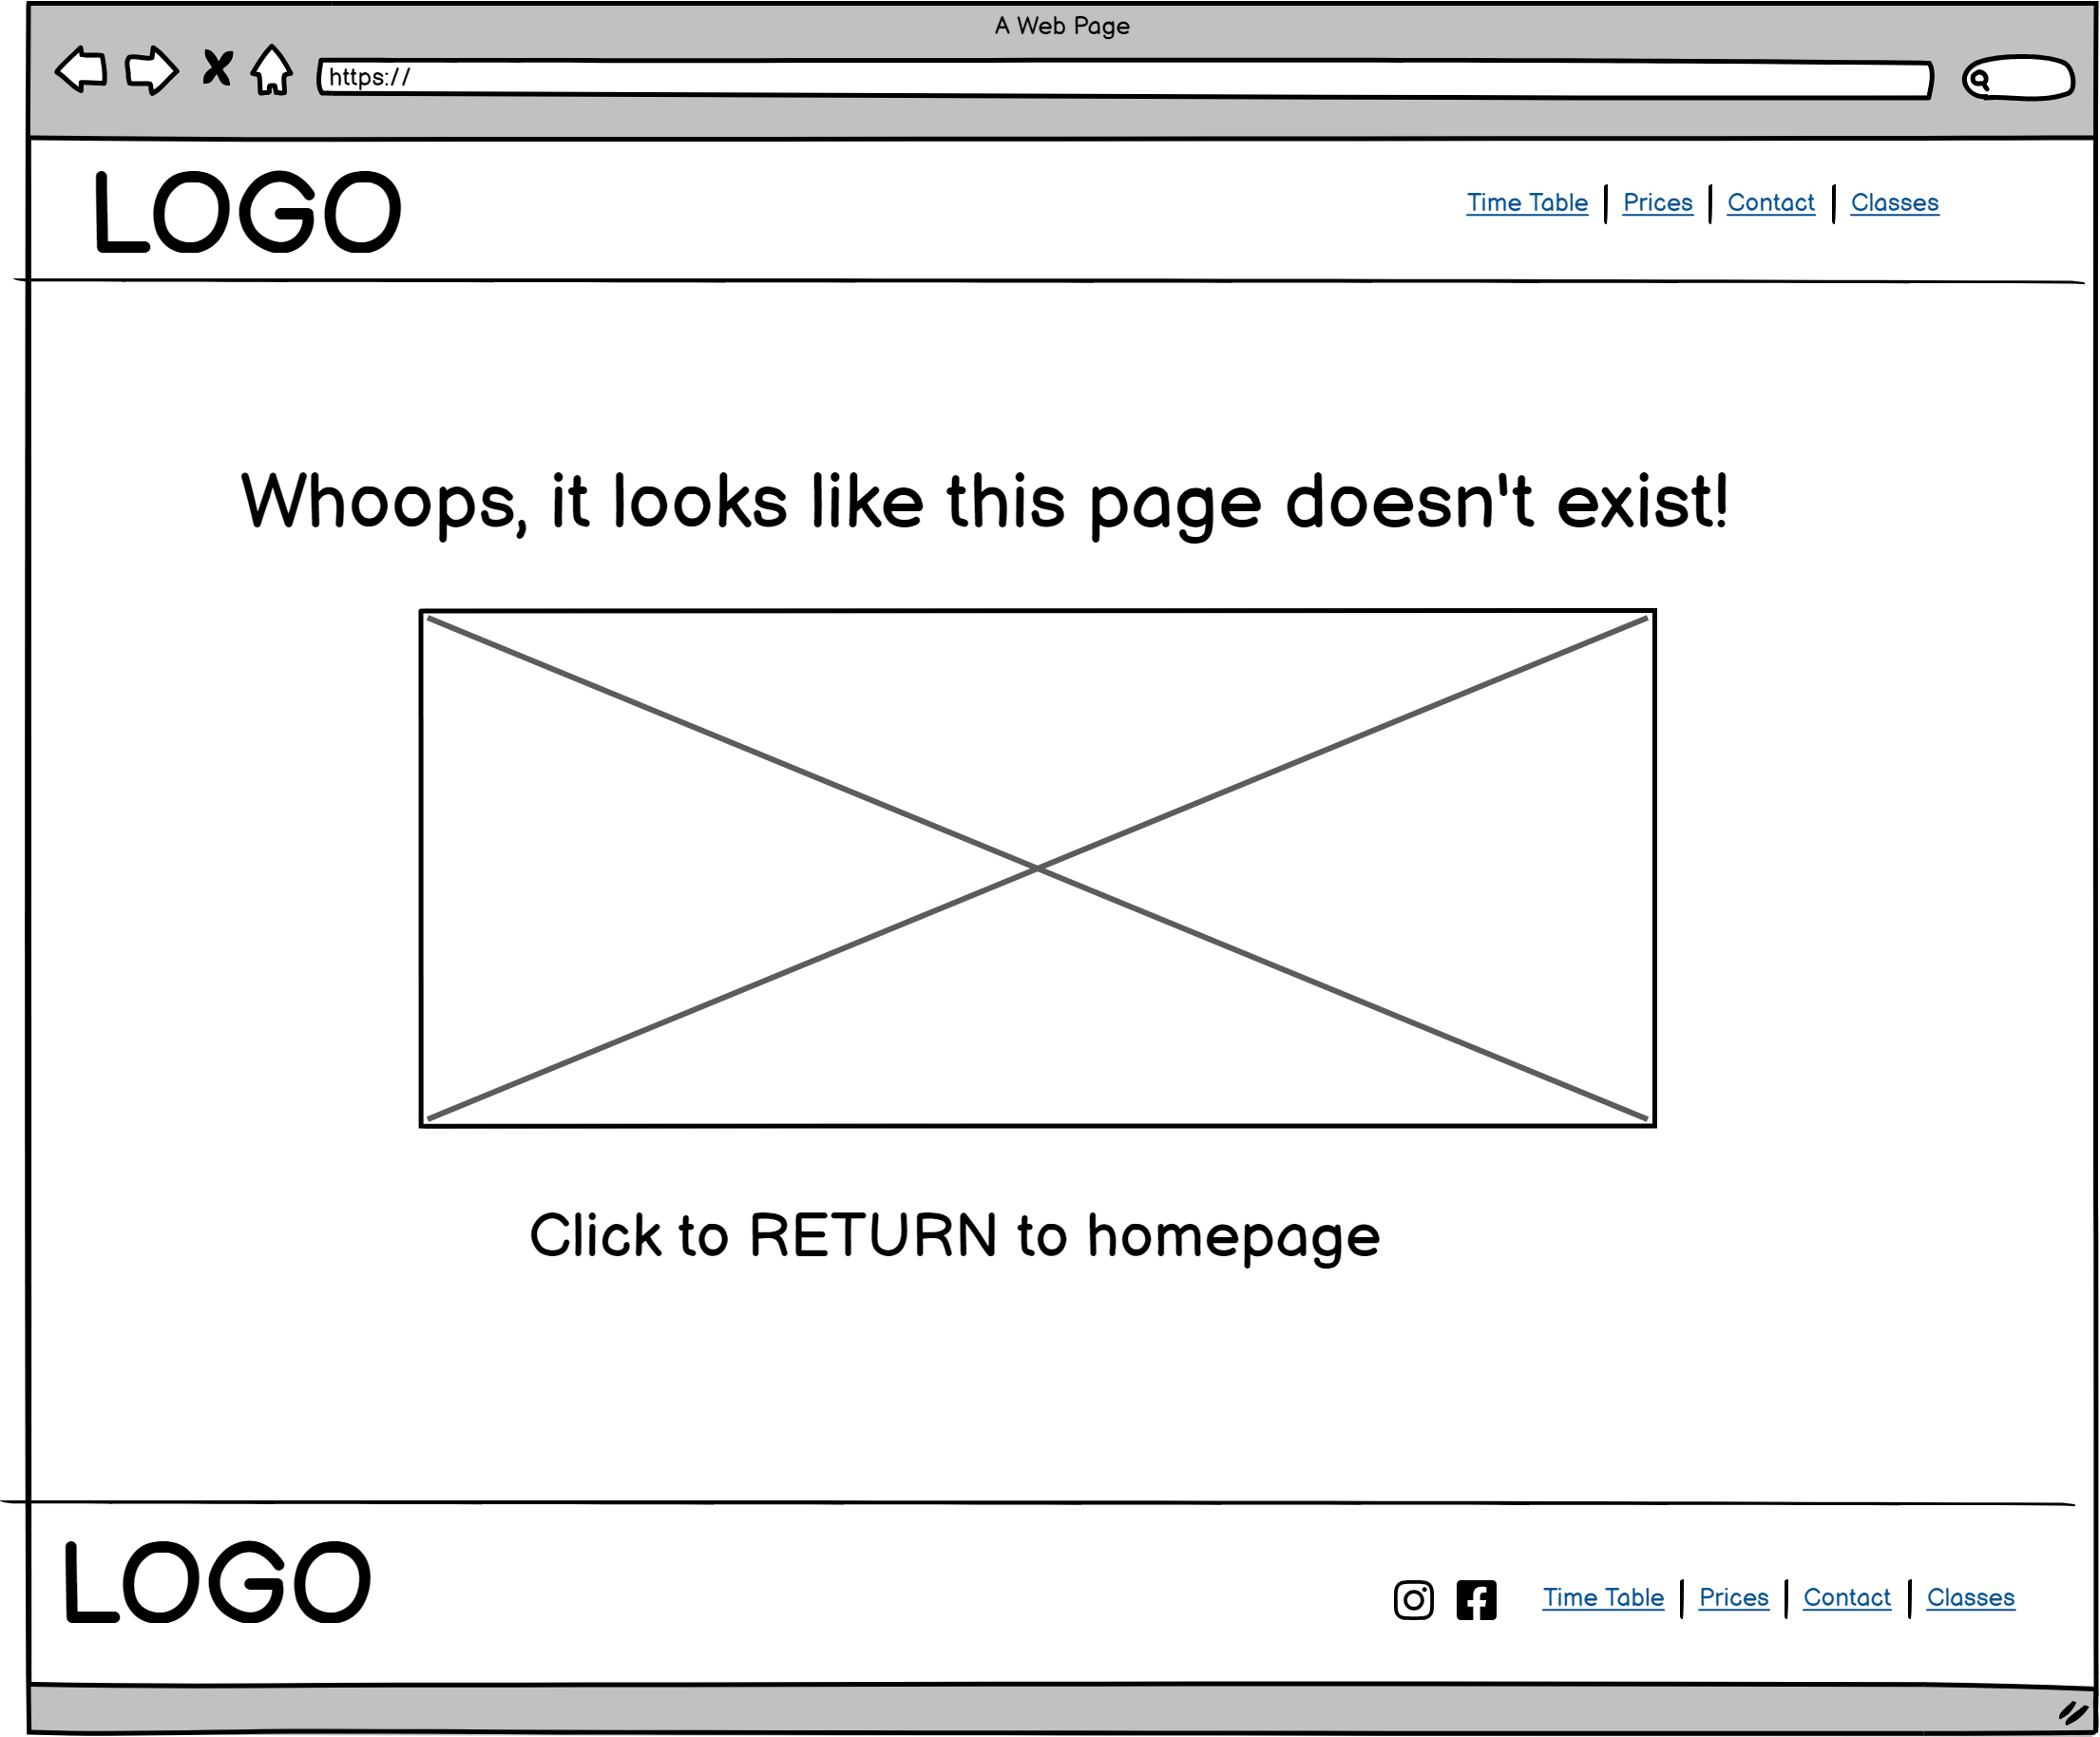 A Web Page
https://
LOGO
Time Table | Prices | Contact | Classes
Whoops, it looks like this page doesn't exist!
Click to RETURN to homepage
LOGO
Time Table | Prices | Contact | Classes